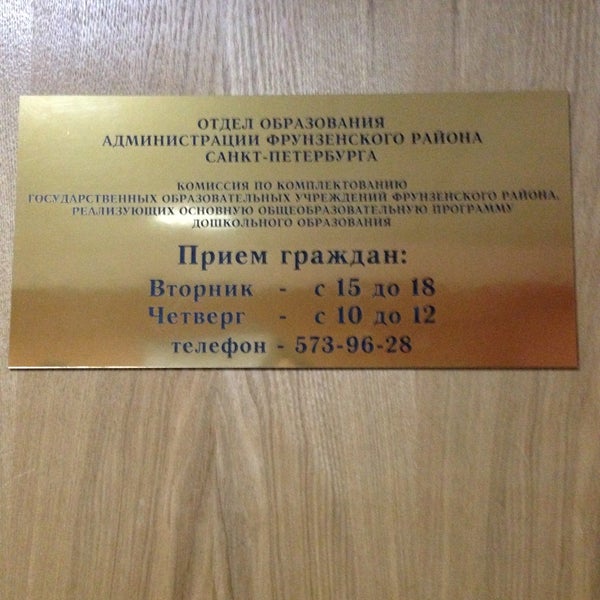 ОТДЕЛ ОБРАЗОВАНИЯ
АДМИНИСТРАЦИИ ФРУНЗЕНСКОГО РАЙОНА
САНКТ-ПЕТЕРБУРГА
КОМИССИЯ ПО КОМПЛЕКТОВАНИЮ
ГОСУДАРСТВЕННЫХ ОБРАЗОВАТЕЛЬНЫХ УЧРЕЖДЕНИЙ ФРУНЗЕНСКОГО РАЙОНА,
РЕАЛИЗУЮЩИХ ОСНОВНУЮ ОБЩЕОБРАЗОВАТЕЛЬНУЮ ПРОГРАММУ
ДОШКОЛЬНОГО ОБРАЗОВАНИЯ
Прием граждан:
Вторник - с 15 до 18
Четверг - с 10 до 12
телефон - 573-96-28